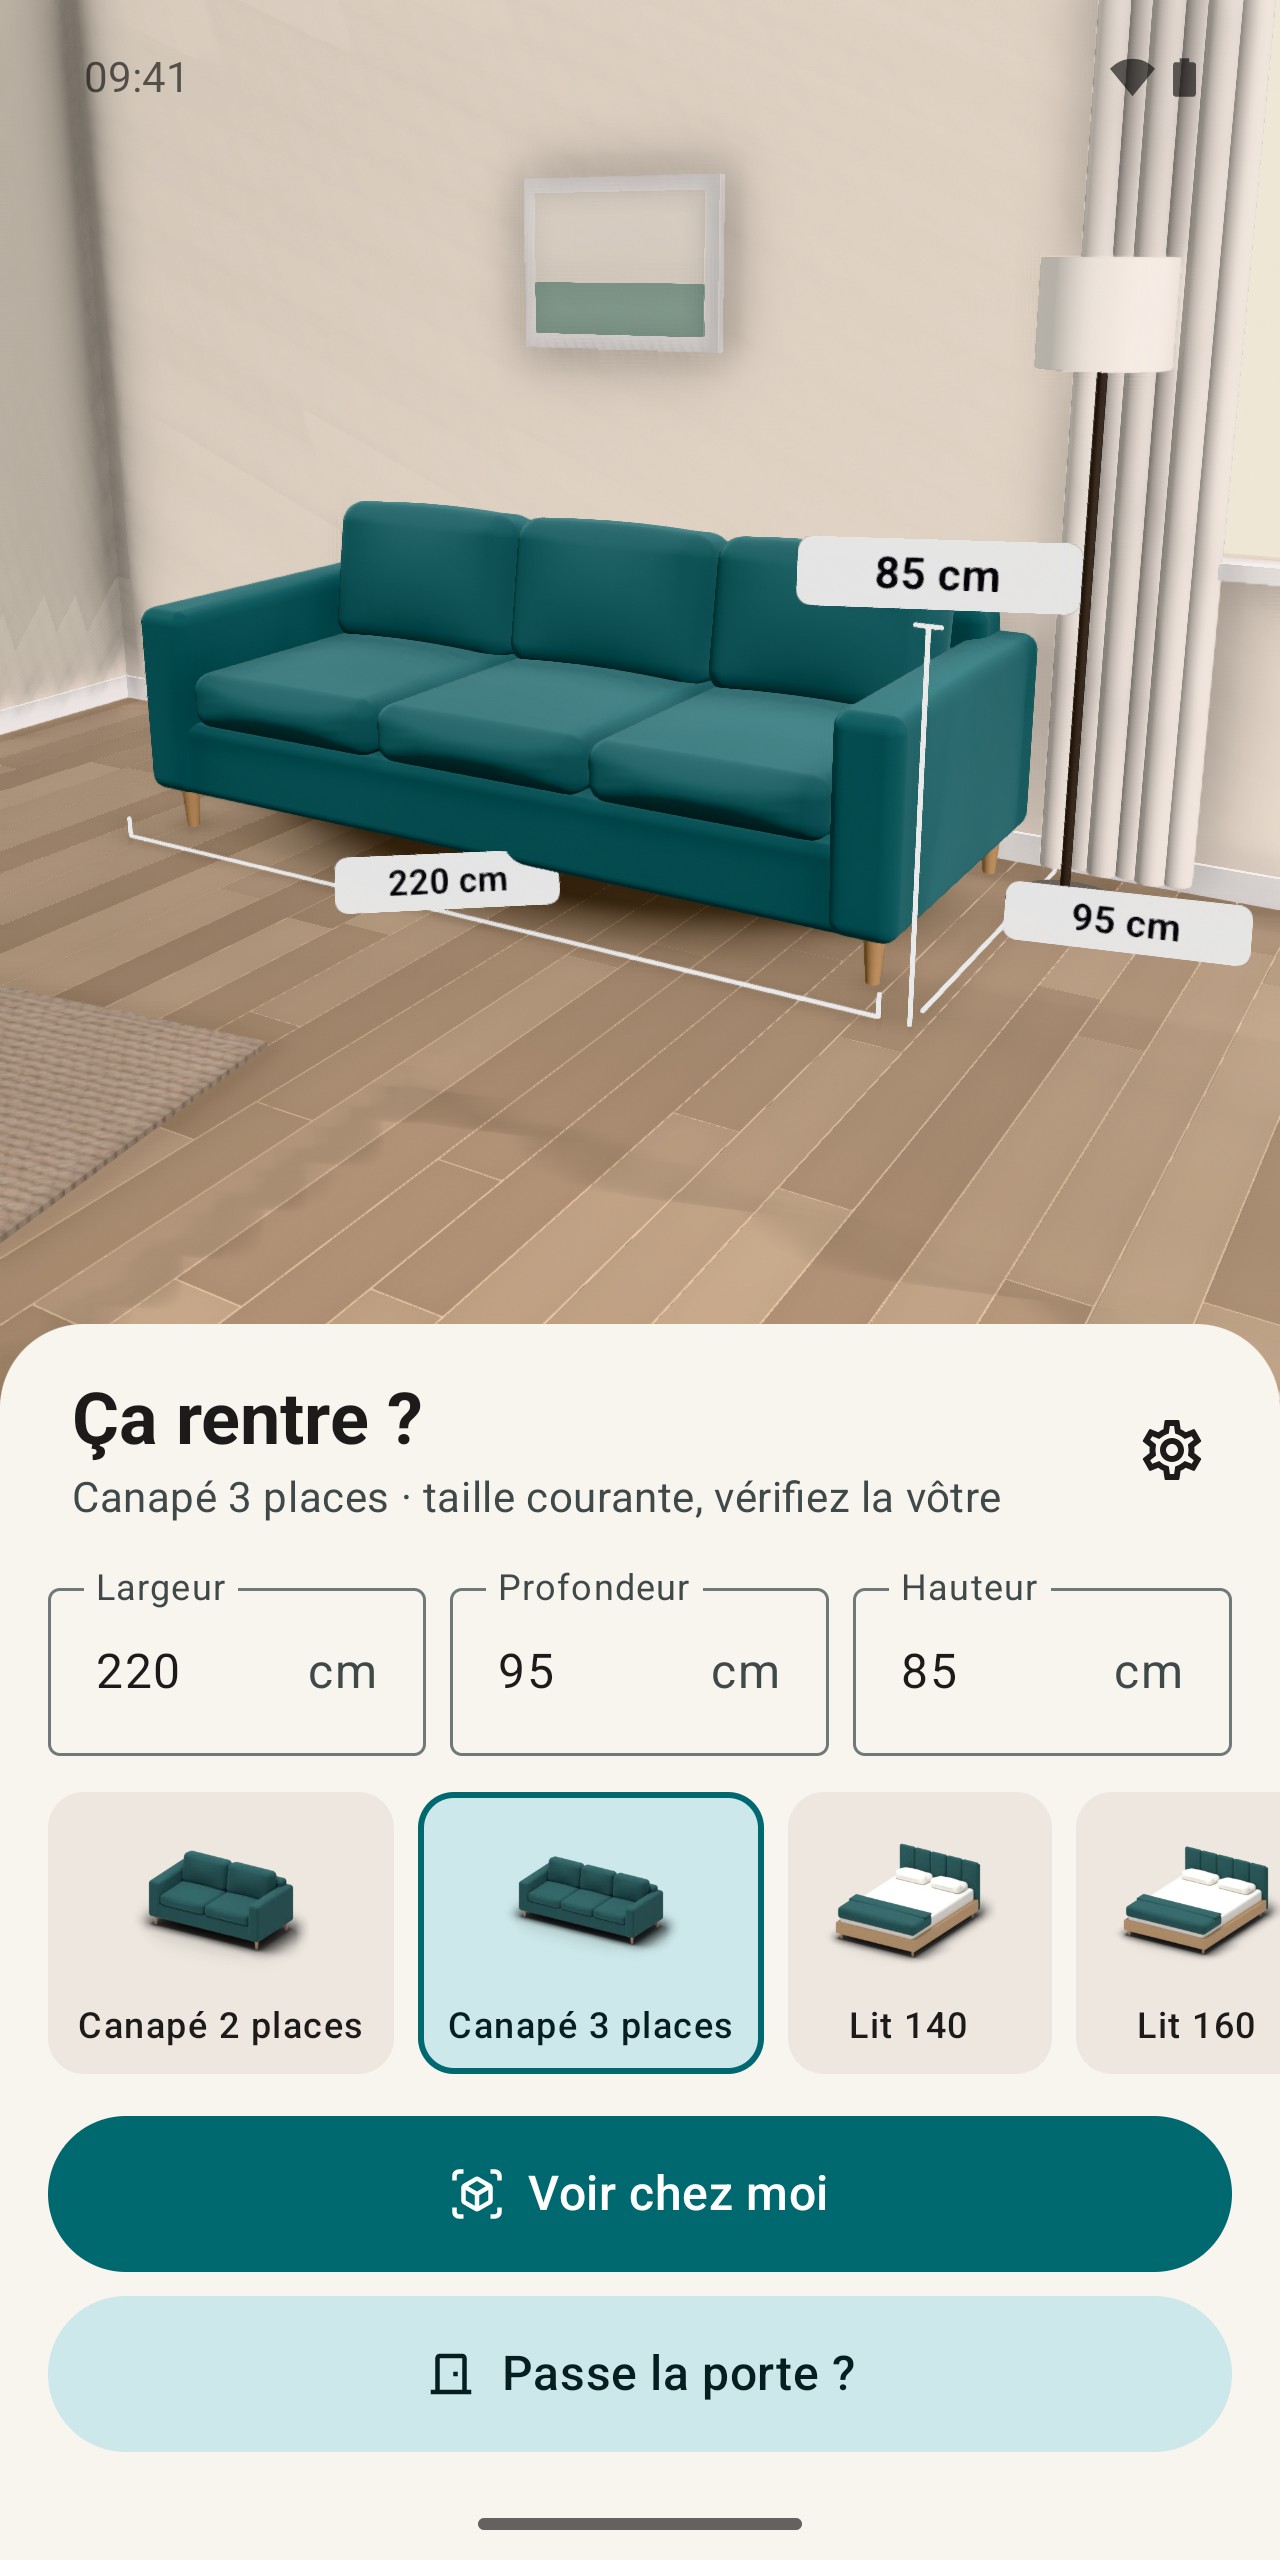 09:41
85 cm
220 cm
95 cm
Ça rentre ?
Canapé 3 places · taille courante, vérifiez la vôtre
Largeur
Profondeur
Hauteur
220 cm
95 cm
85 cm
Canapé 2 places
Canapé 3 places
Lit 140
Lit 160
Voir chez moi
Passe la porte ?